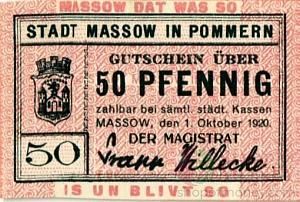 MASSOW DAT WAS SO
STADT MASSOW IN POMMERN
GUTSCHEIN ÜBER
50 PFENNIG
zahlbar bei sämtl. städt. Kassen
MASSOW, den 1. Oktober 1920.
DER MAGISTRAT
50
Willecke.
IS UN BLIVT SO